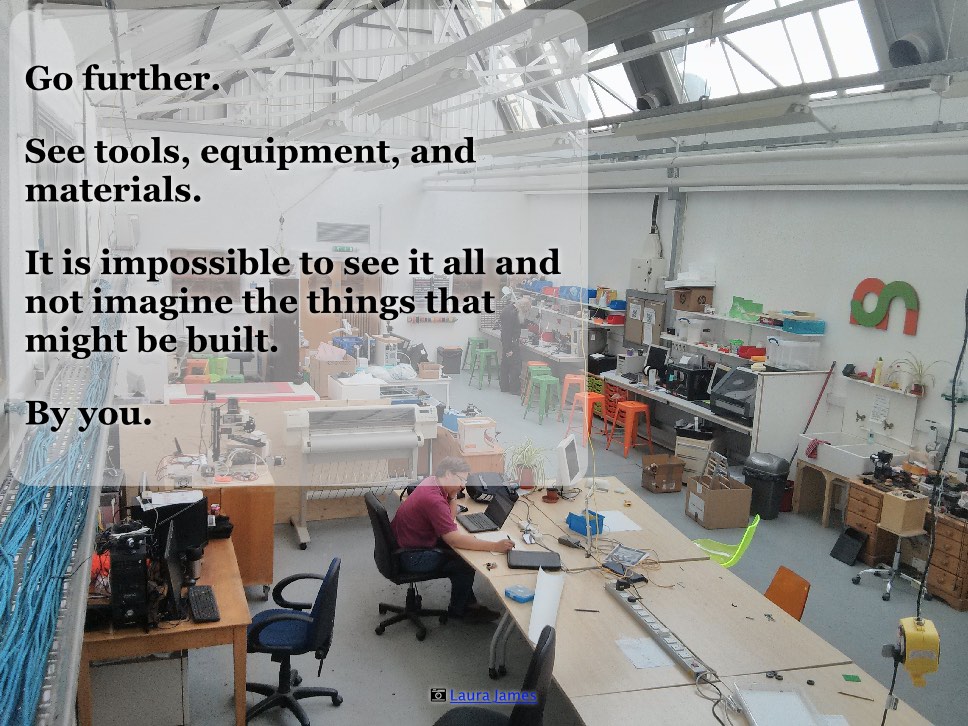 Go further.
See tools, equipment, and
materials.
It is impossible to see it all and
not imagine the things that
might be built.
By you.
Laura James